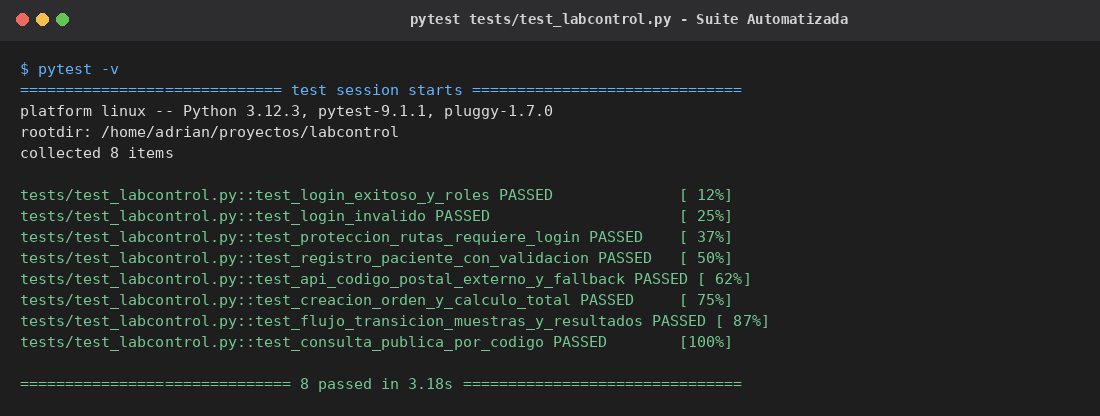 pytest tests/test_labcontrol.py - Suite Automatizada
$ pytest -v
============================= test session starts ==============================
platform linux -- Python 3.12.3, pytest-9.1.1, pluggy-1.7.0
rootdir: /home/adrian/proyectos/labcontrol
collected 8 items
tests/test_labcontrol.py::test_login_exitoso_y_roles PASSED              [ 12%]
tests/test_labcontrol.py::test_login_invalido PASSED                     [ 25%]
tests/test_labcontrol.py::test_proteccion_rutas_requiere_login PASSED    [ 37%]
tests/test_labcontrol.py::test_registro_paciente_con_validacion PASSED   [ 50%]
tests/test_labcontrol.py::test_api_codigo_postal_externo_y_fallback PASSED [ 62%]
tests/test_labcontrol.py::test_creacion_orden_y_calculo_total PASSED     [ 75%]
tests/test_labcontrol.py::test_flujo_transicion_muestras_y_resultados PASSED [ 87%]
tests/test_labcontrol.py::test_consulta_publica_por_codigo PASSED        [100%]
============================== 8 passed in 3.18s ===============================